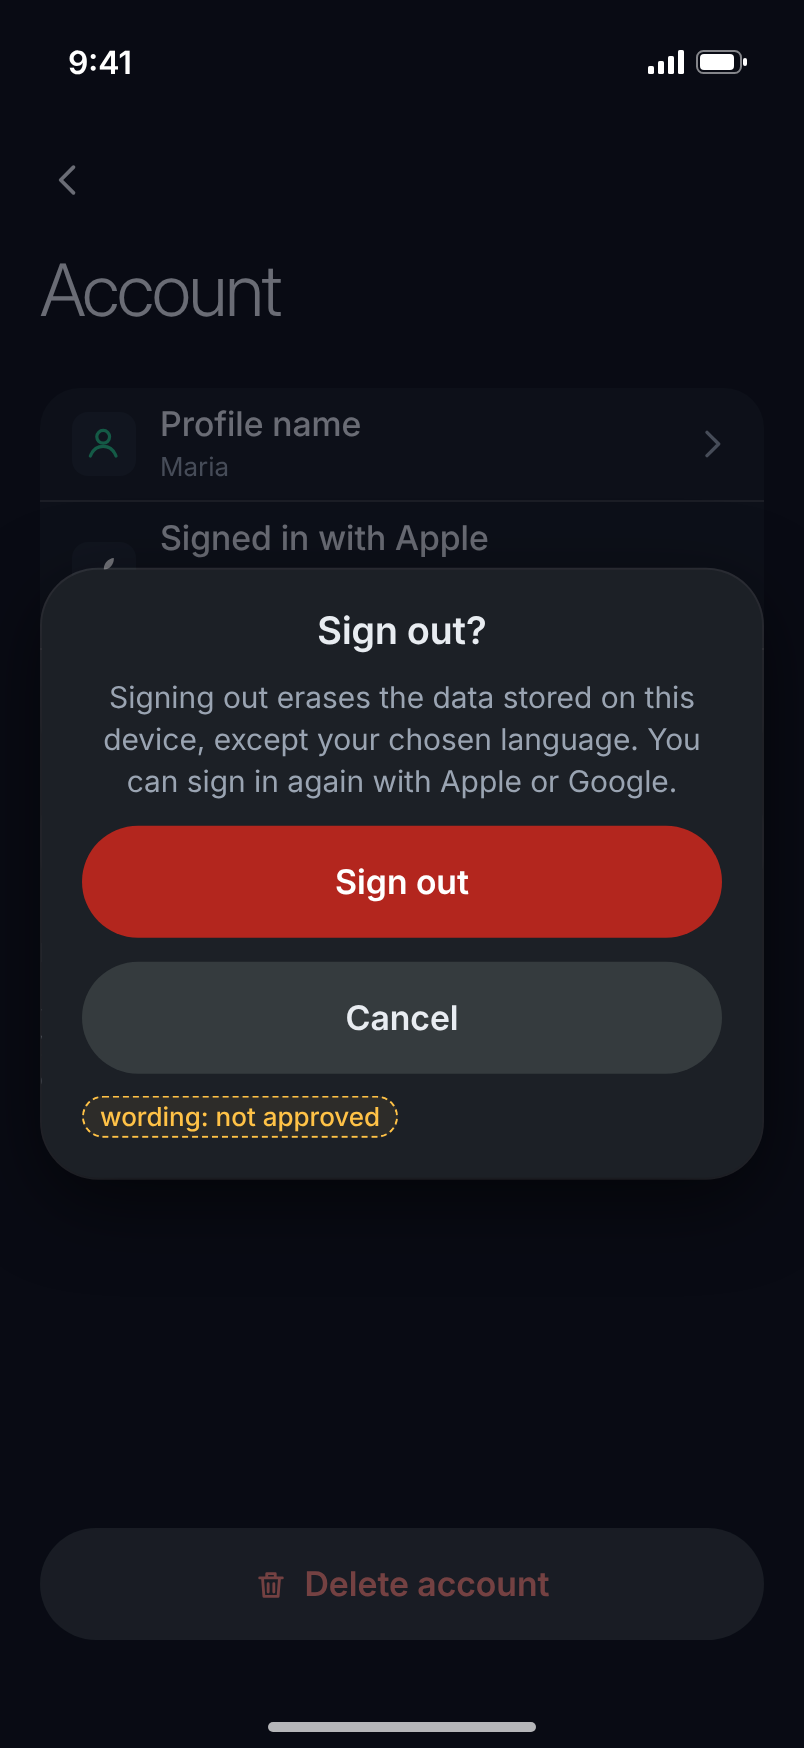 9:41
Account
Profile name
Maria
Signed in with Apple
Sign out?
Signing out erases the data stored on this
device, except your chosen language. You
can sign in again with Apple or Google.
Sign out
Cancel
wording: not approved
Delete account